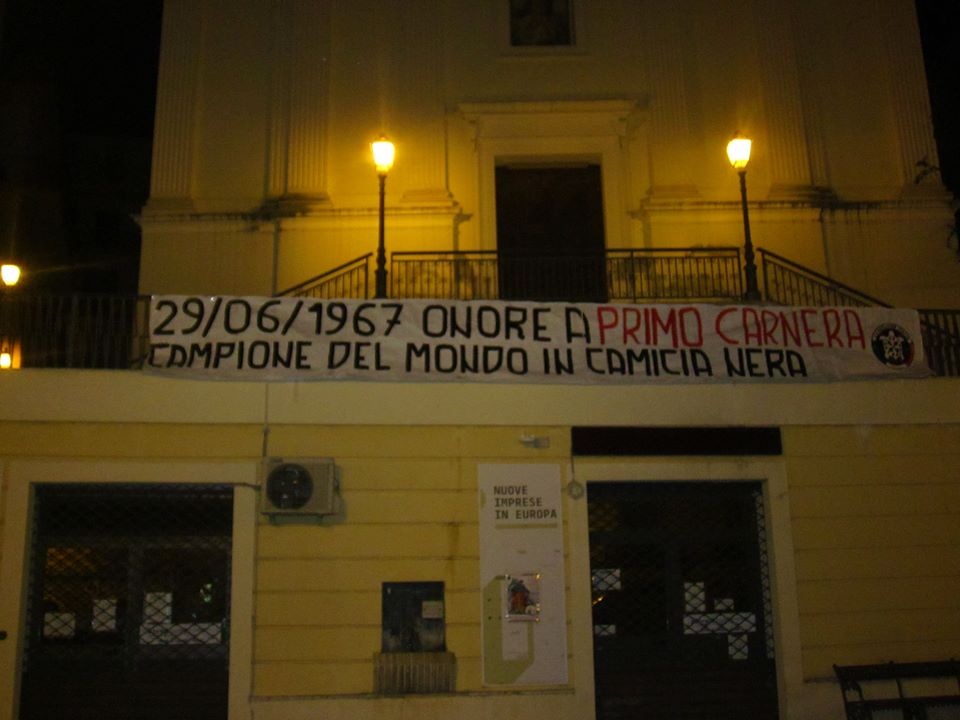 29/06/1967 ONORE A PRIMO CARNERA
CAMPIONE DEL MONDO IN CAMICIA NERA
NUOVE
IMPRESE
IN EUROPA